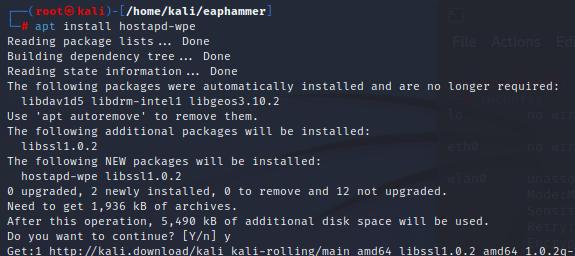 (root㉿kali)-[/home/kali/eaphammer]
# apt install hostapd-wpe
Reading package lists... Done
Building dependency tree... Done
Reading state information... Done
The following packages were automatically installed and are no longer required:
libdav1d5 libdrm-intel1 libgeos3.10.2
Use 'apt autoremove' to remove them.
The following additional packages will be installed:
libssl1.0.2
The following NEW packages will be installed:
hostapd-wpe libssl1.0.2
0 upgraded, 2 newly installed, 0 to remove and 12 not upgraded.
Need to get 1,936 kB of archives.
After this operation, 5,490 kB of additional disk space will be used.
Do you want to continue? [Y/n] y
Get:1 http://kali.download/kali kali-rolling/main amd64 libssl1.0.2 amd64 1.0.2q-
File Actions
lo no wir
eth0 no wir
wlan0 unasso
Mode:M
Sensit
Retry: